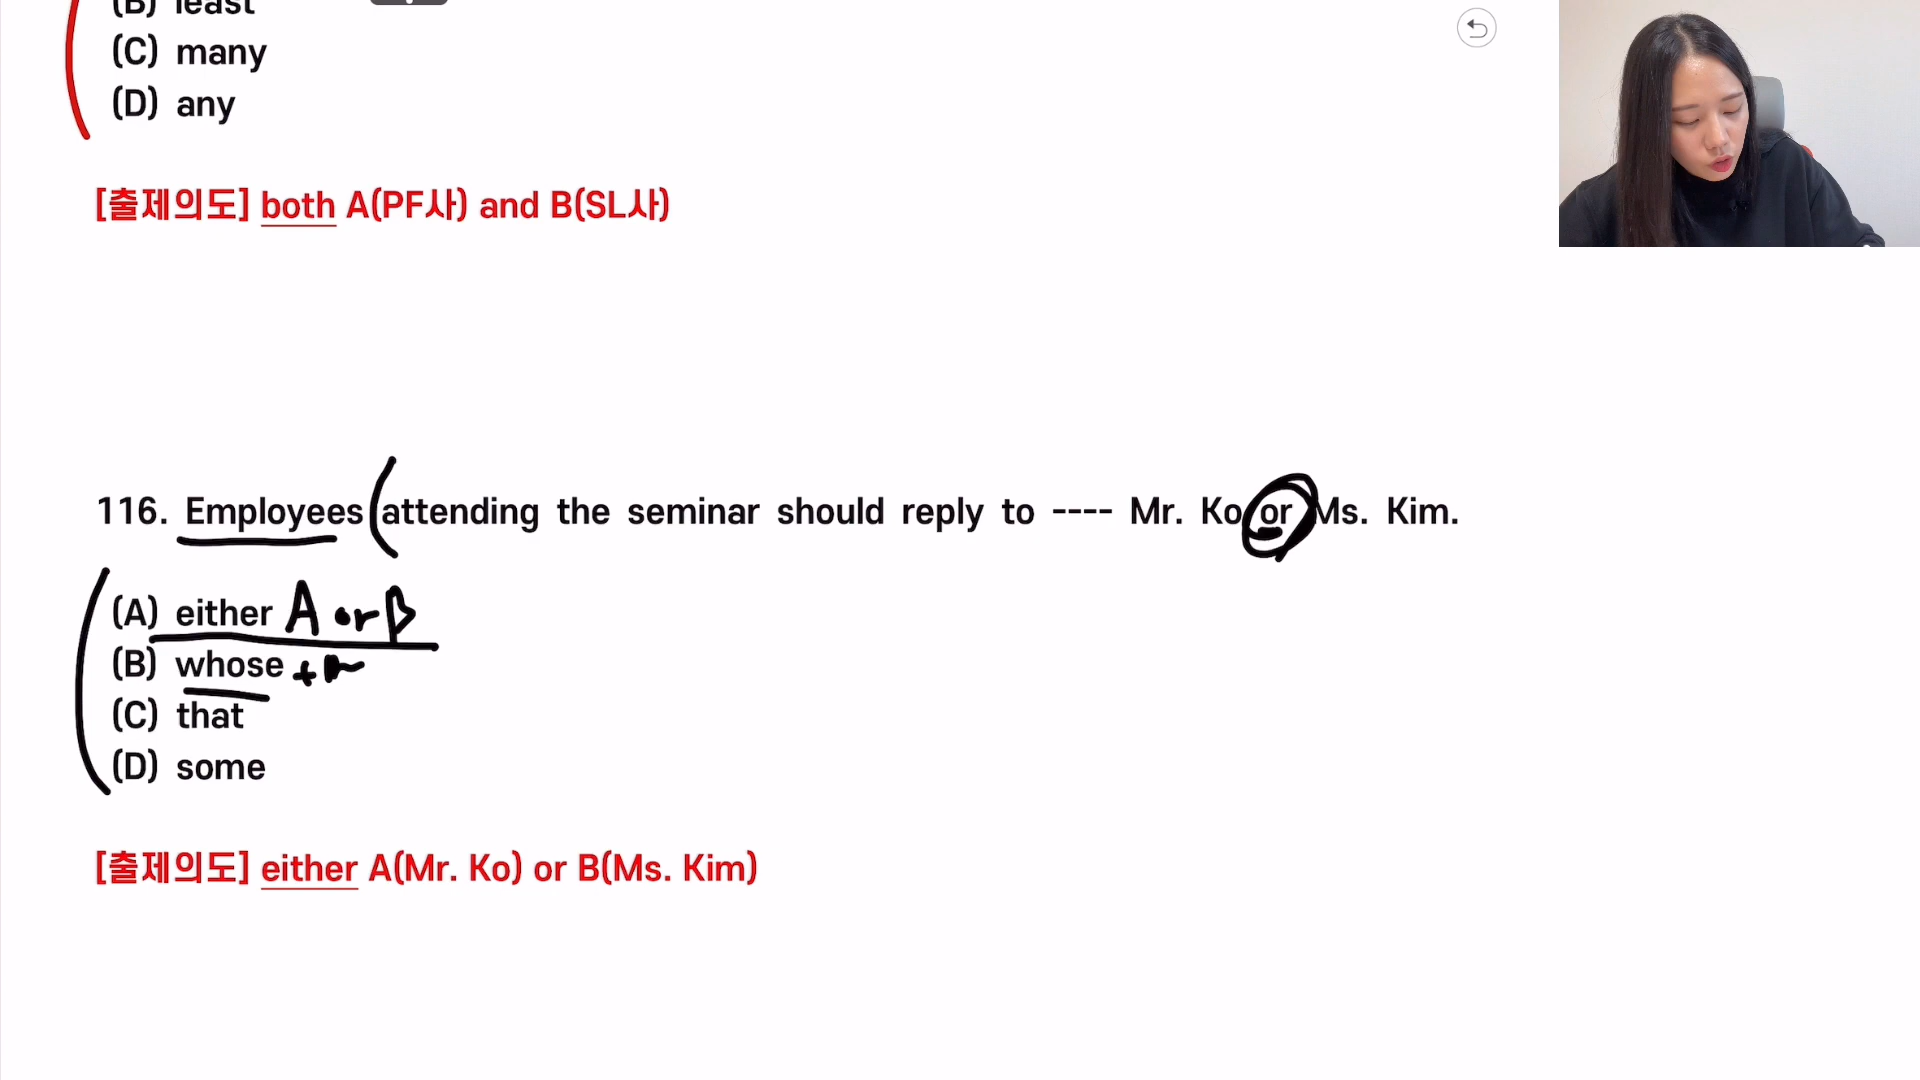 (B) least
(C) many
(D) any
[출제의도] both A(PF사) and B(SL사)
116. Employees attending the seminar should reply to ---- Mr. Ko or Ms. Kim.
(A) either A or B
(B) whose +
(C) that
(D) some
[출제의도] either A(Mr. Ko) or B(Ms. Kim)